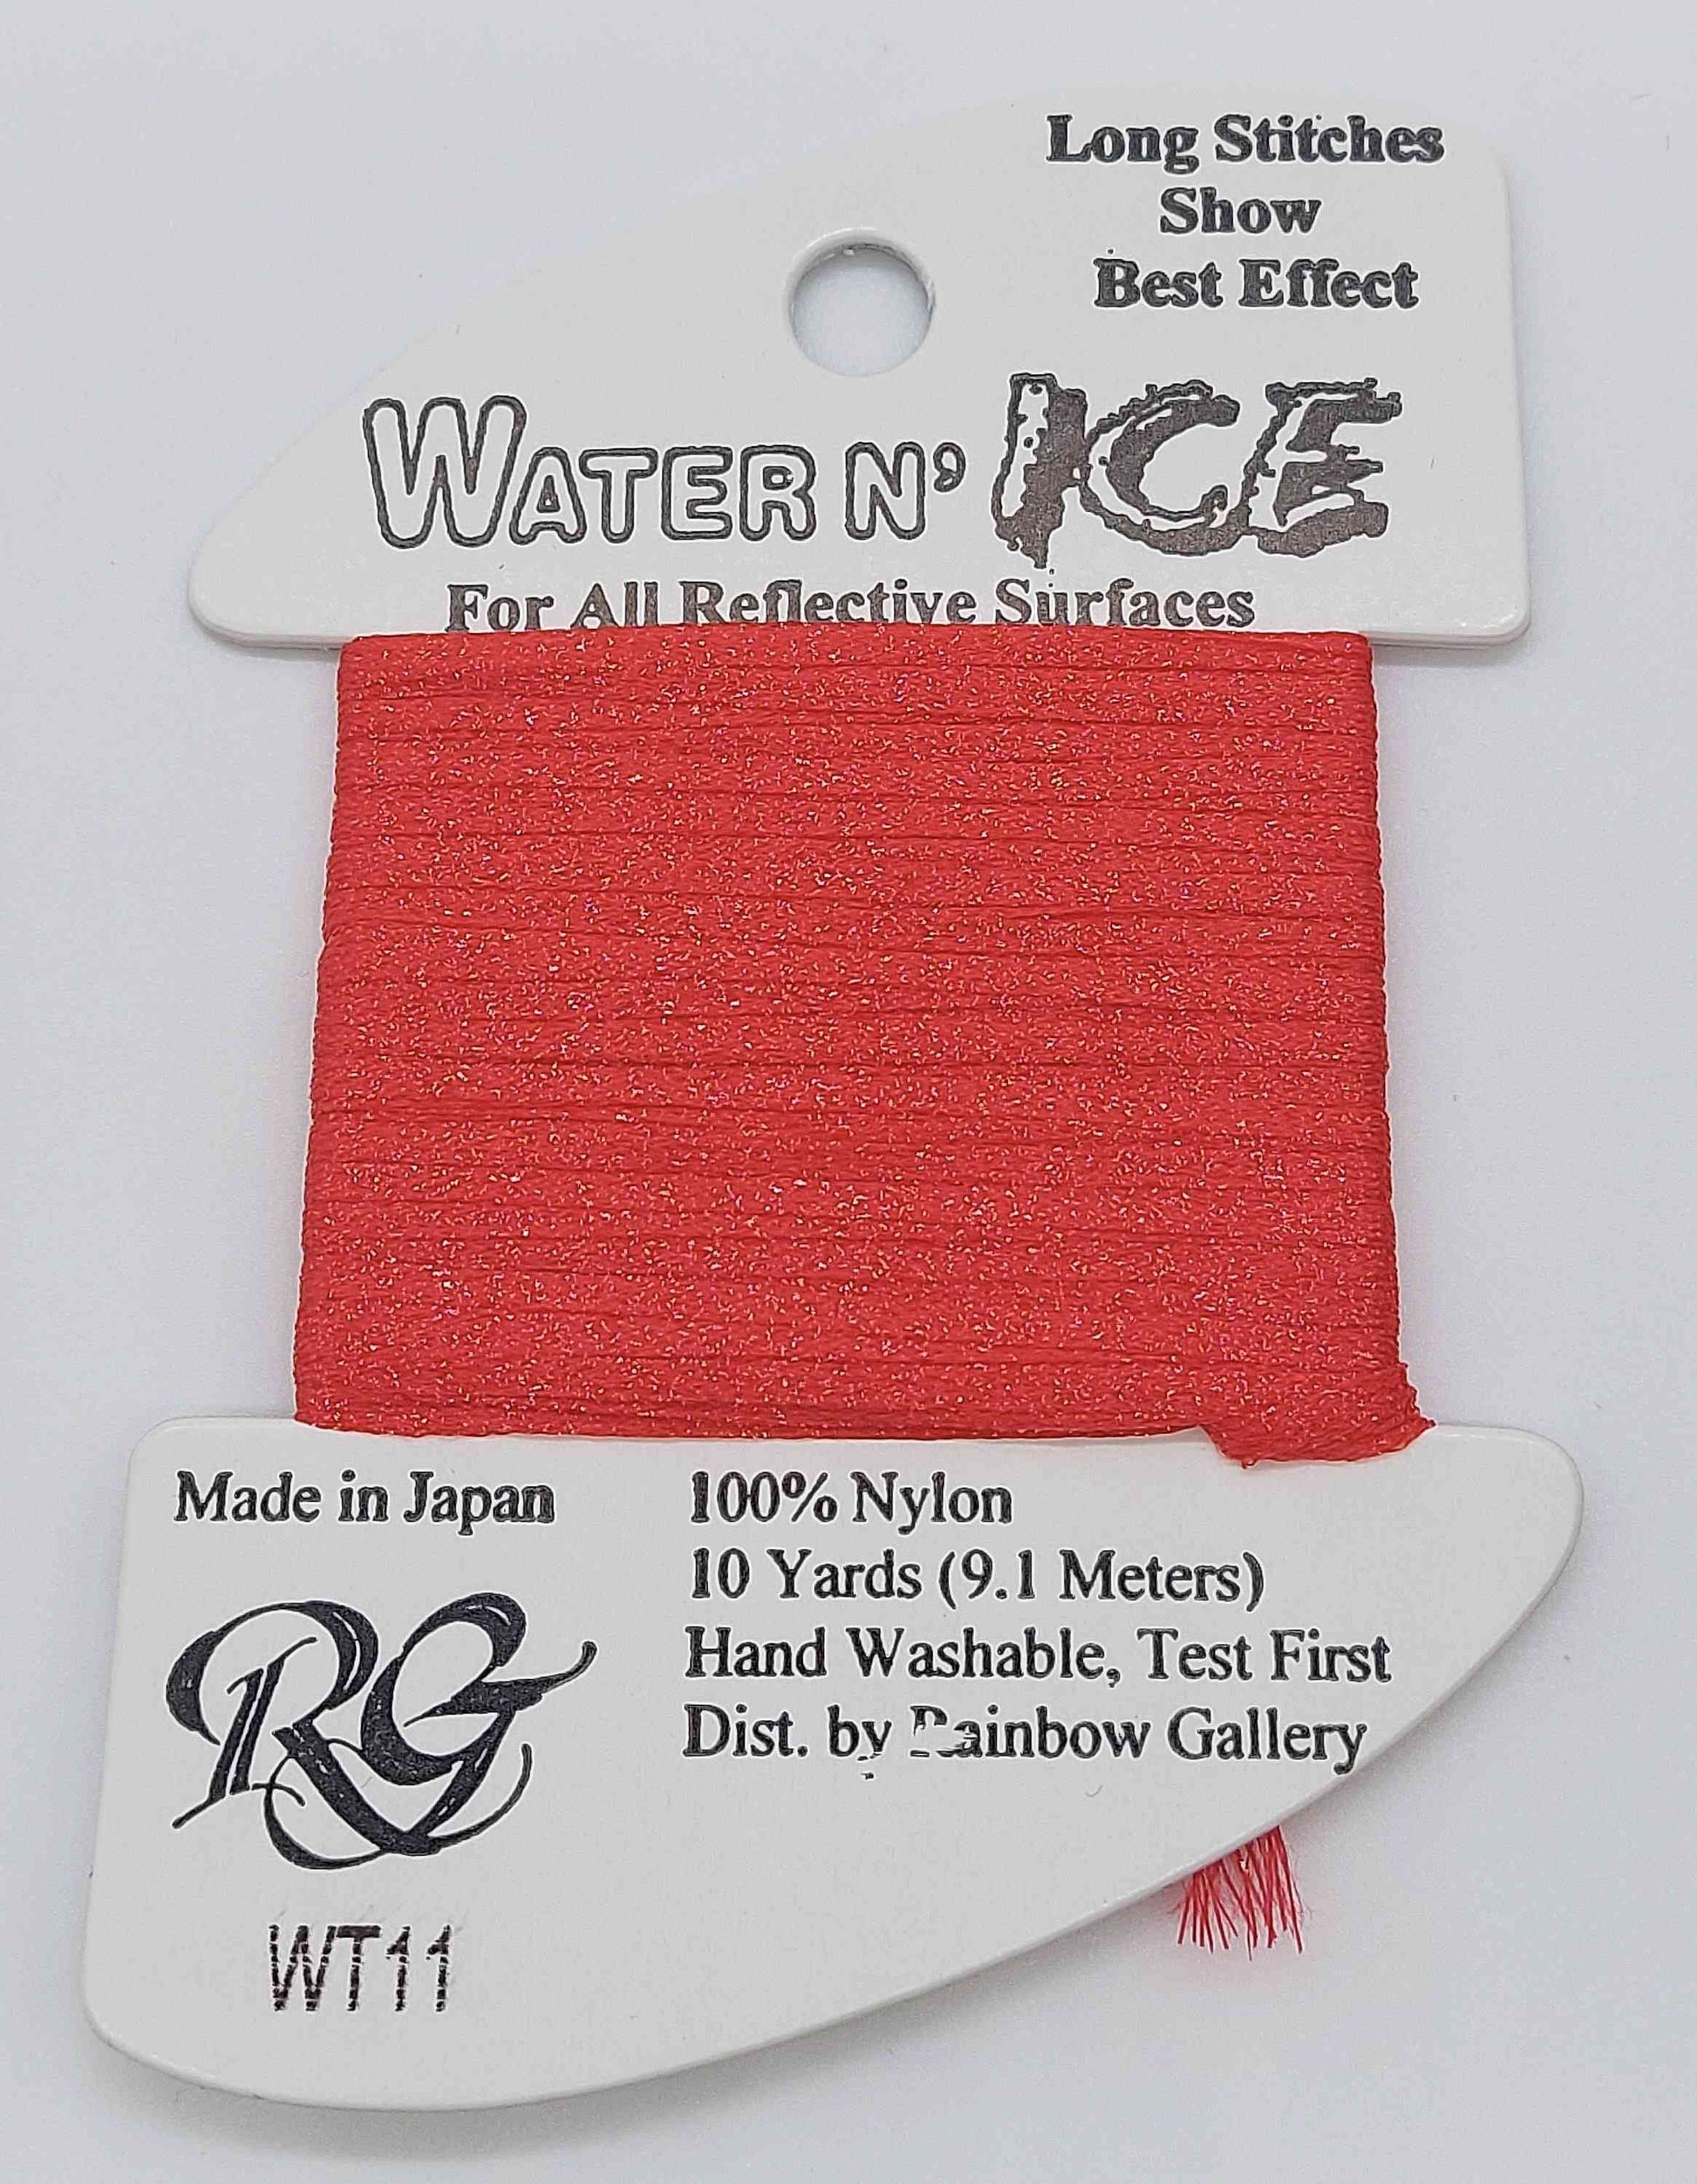 Long Stitches
Show
Best Effect
WATER N' ICE
For All Reflective Surfaces
Made in Japan
100% Nylon
10 Yards (9.1 Meters)
Hand Washable, Test First
Dist. by Rainbow Gallery
RG
WT11